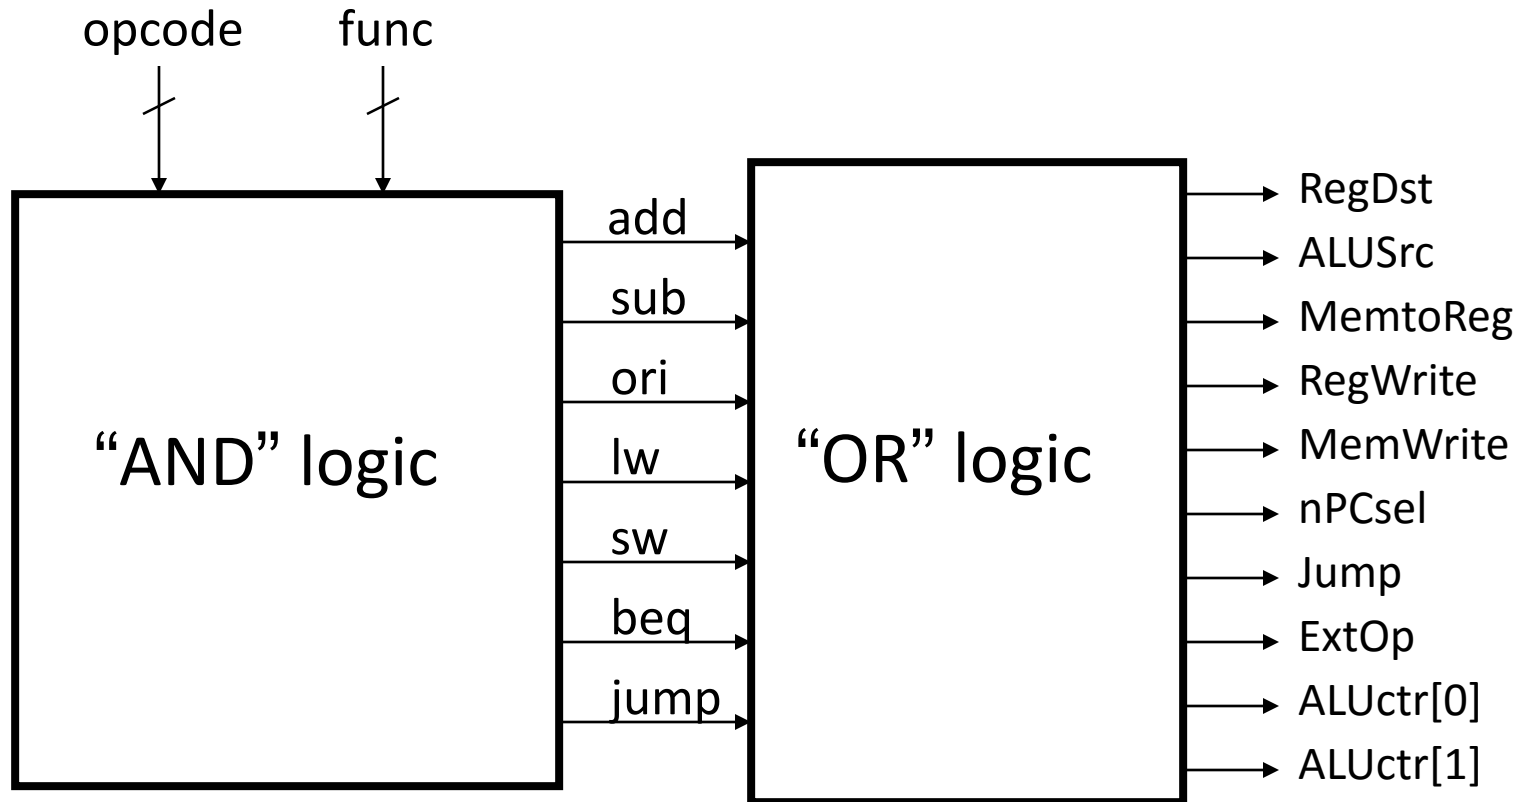 opcode
func
“AND” logic
add
sub
ori
lw
sw
beq
jump
“OR” logic
RegDst
ALUSrc
MemtoReg
RegWrite
MemWrite
nPCsel
Jump
ExtOp
ALUctr[0]
ALUctr[1]